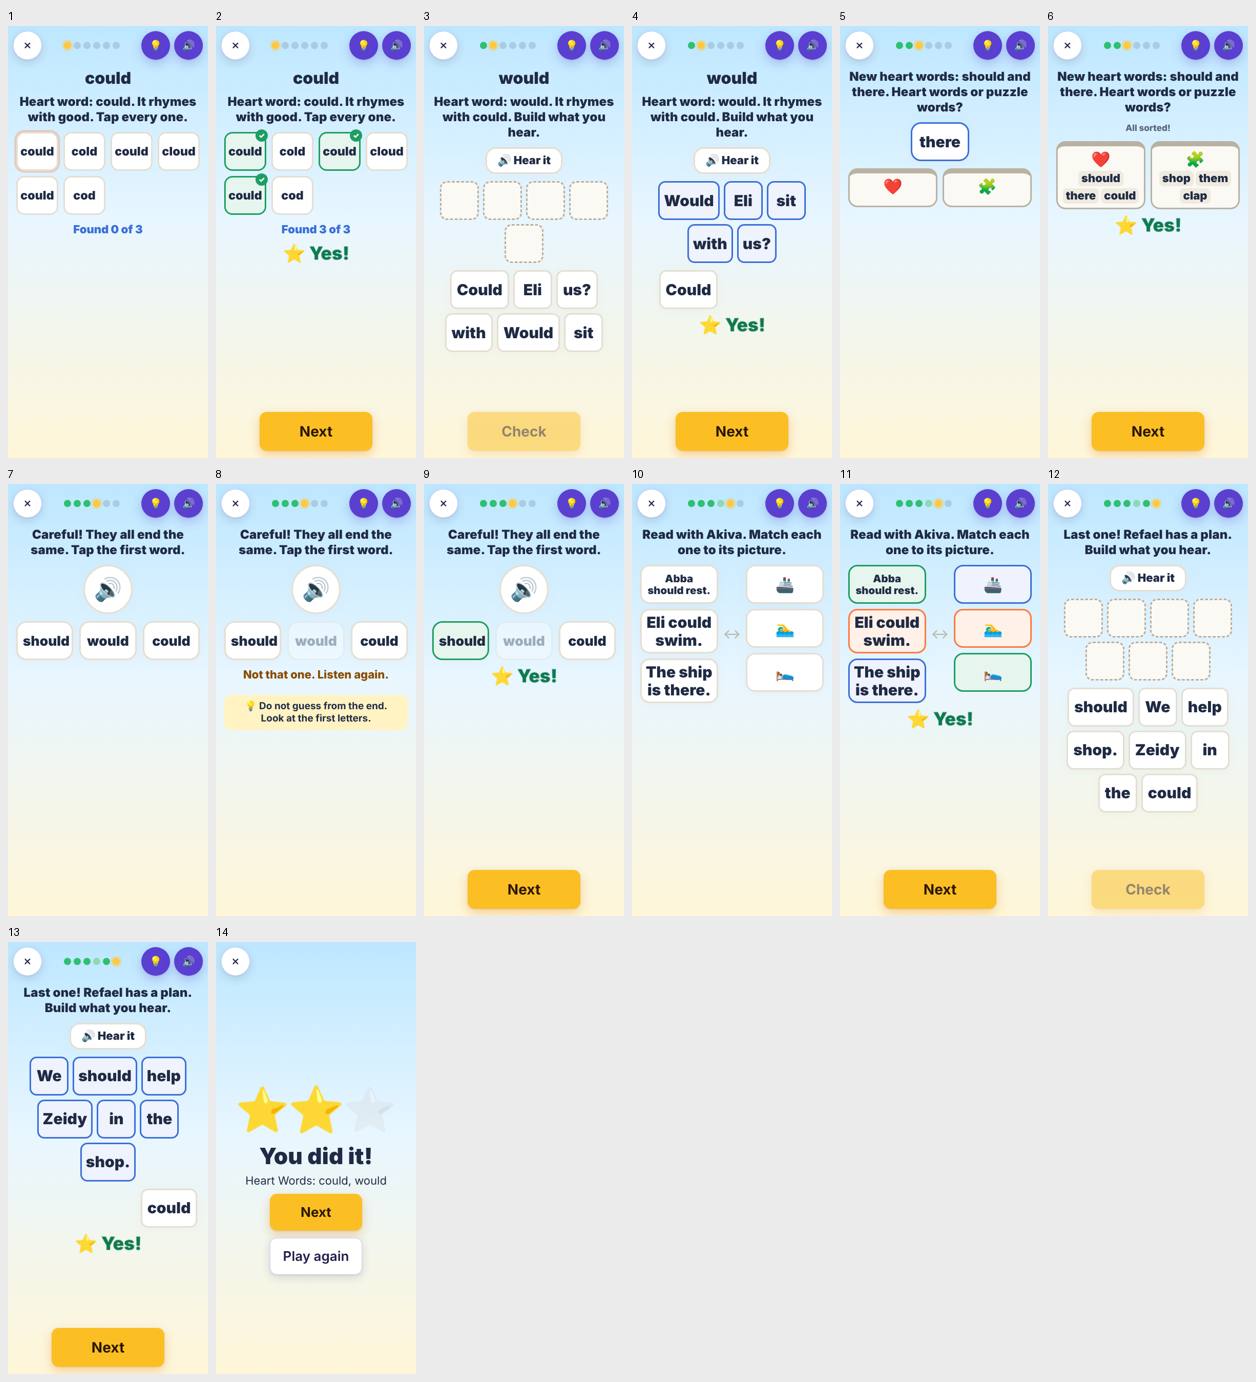 1
could
Heart word: could. It rhymes
with good. Tap every one.
could cold could cloud
could cod
Found 0 of 3
2
could
Heart word: could. It rhymes
with good. Tap every one.
could cold could cloud
could cod
Found 3 of 3
Yes!
Next
3
would
Heart word: would. It rhymes
with could. Build what you
hear.
Hear it
Could Eli us?
with Would sit
Check
4
would
Heart word: would. It rhymes
with could. Build what you
hear.
Hear it
Would Eli sit
with us?
Could
Yes!
Next
5
New heart words: should and
there. Heart words or puzzle
words?
there
6
New heart words: should and
there. Heart words or puzzle
words?
All sorted!
should
there could
shop them
clap
Yes!
Next
7
Careful! They all end the
same. Tap the first word.
should would could
8
Careful! They all end the
same. Tap the first word.
should would could
Not that one. Listen again.
Do not guess from the end.
Look at the first letters.
9
Careful! They all end the
same. Tap the first word.
should would could
Yes!
Next
10
Read with Akiva. Match each
one to its picture.
Abba
should rest.
Eli could
swim.
The ship
is there.
11
Read with Akiva. Match each
one to its picture.
Abba
should rest.
Eli could
swim.
The ship
is there.
Yes!
Next
12
Last one! Refael has a plan.
Build what you hear.
Hear it
should We help
shop. Zeidy in
the could
Check
13
Last one! Refael has a plan.
Build what you hear.
Hear it
We should help
Zeidy in the
shop.
could
Yes!
Next
14
You did it!
Heart Words: could, would
Next
Play again